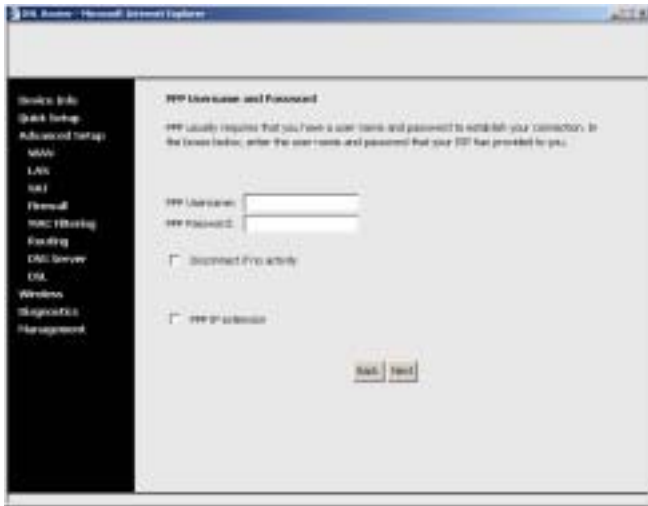 DSL Router - Microsoft Internet Explorer
Device Info
Quick Setup
Advanced Setup
WAN
LAN
NAT
Firewall
MAC Filtering
Routing
DNS Server
DSL
Wireless
Diagnostics
Management
PPP Username and Password
PPP usually requires that you have a user name and password to establish your connection. In
the boxes below, enter the user name and password that your ISP has provided to you.
PPP Username:
PPP Password:
Disconnect if no activity
PPP IP extension
Back Next